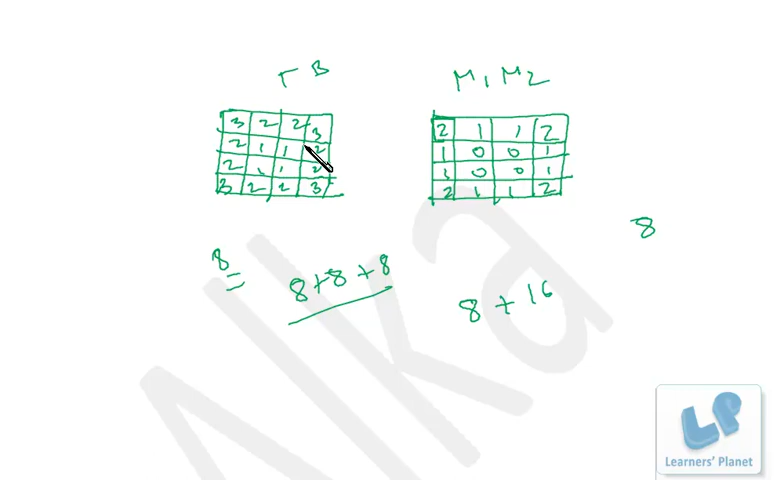 T B
M1 M2
3 2 2 3
2 1 1 2
2 1 1 2
3 2 2 3
2 1 1 2
1 0 0 1
1 0 0 1
2 1 1 2
8
8
8+8+8
8 + 16
Alka
LP
Learners' Planet